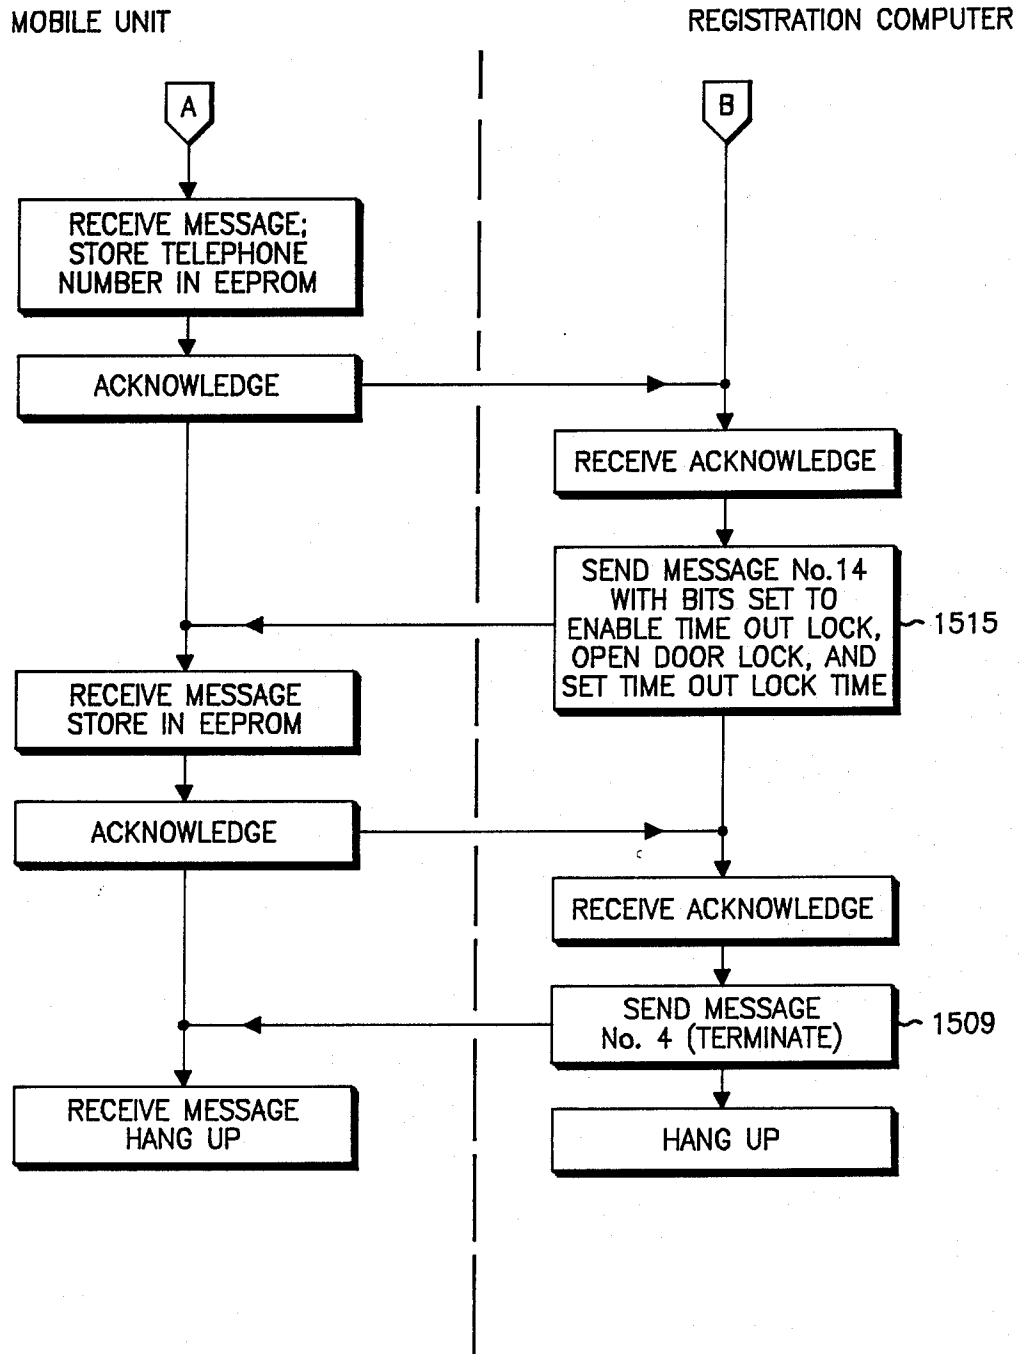 MOBILE UNIT
REGISTRATION COMPUTER
A
B
RECEIVE MESSAGE;
STORE TELEPHONE
NUMBER IN EEPROM
ACKNOWLEDGE
RECEIVE ACKNOWLEDGE
SEND MESSAGE No.14
WITH BITS SET TO
ENABLE TIME OUT LOCK,
OPEN DOOR LOCK, AND
SET TIME OUT LOCK TIME
1515
RECEIVE MESSAGE
STORE IN EEPROM
ACKNOWLEDGE
RECEIVE ACKNOWLEDGE
SEND MESSAGE
No. 4 (TERMINATE)
1509
RECEIVE MESSAGE
HANG UP
HANG UP